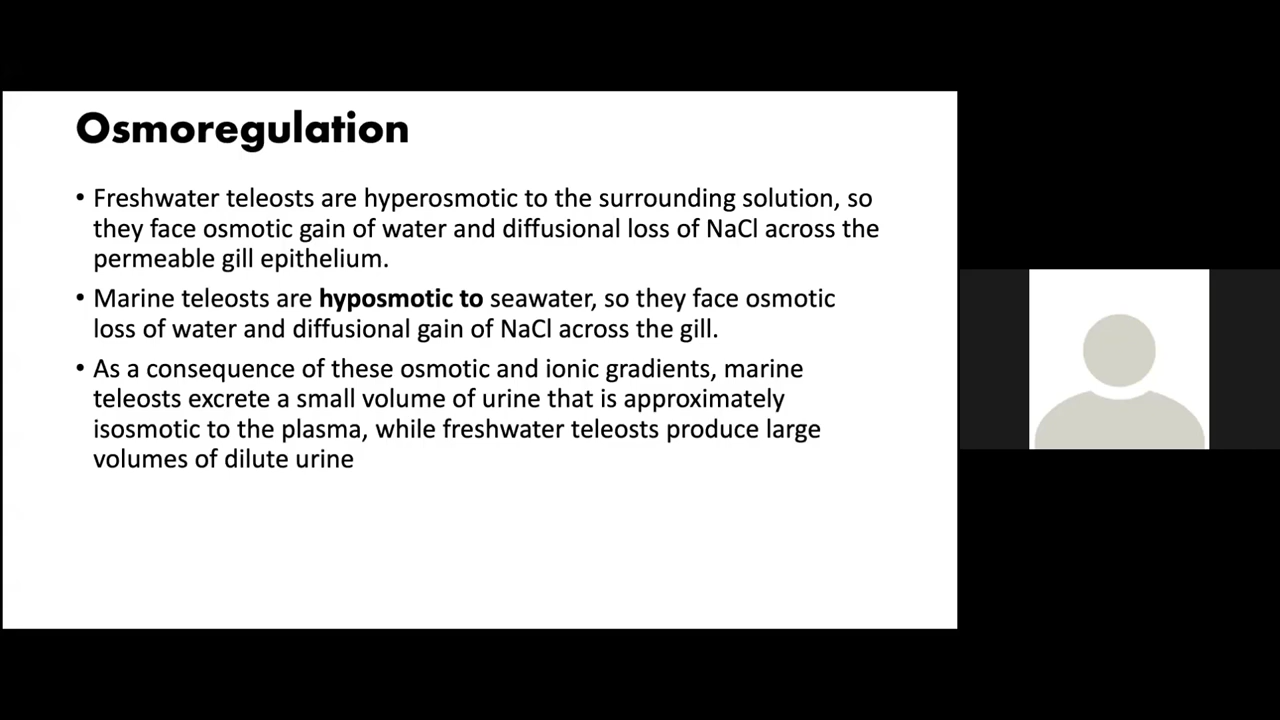 Osmoregulation
• Freshwater teleosts are hyperosmotic to the surrounding solution, so
they face osmotic gain of water and diffusional loss of NaCl across the
permeable gill epithelium.
• Marine teleosts are hyposmotic to seawater, so they face osmotic
loss of water and diffusional gain of NaCl across the gill.
• As a consequence of these osmotic and ionic gradients, marine
teleosts excrete a small volume of urine that is approximately
isosmotic to the plasma, while freshwater teleosts produce large
volumes of dilute urine